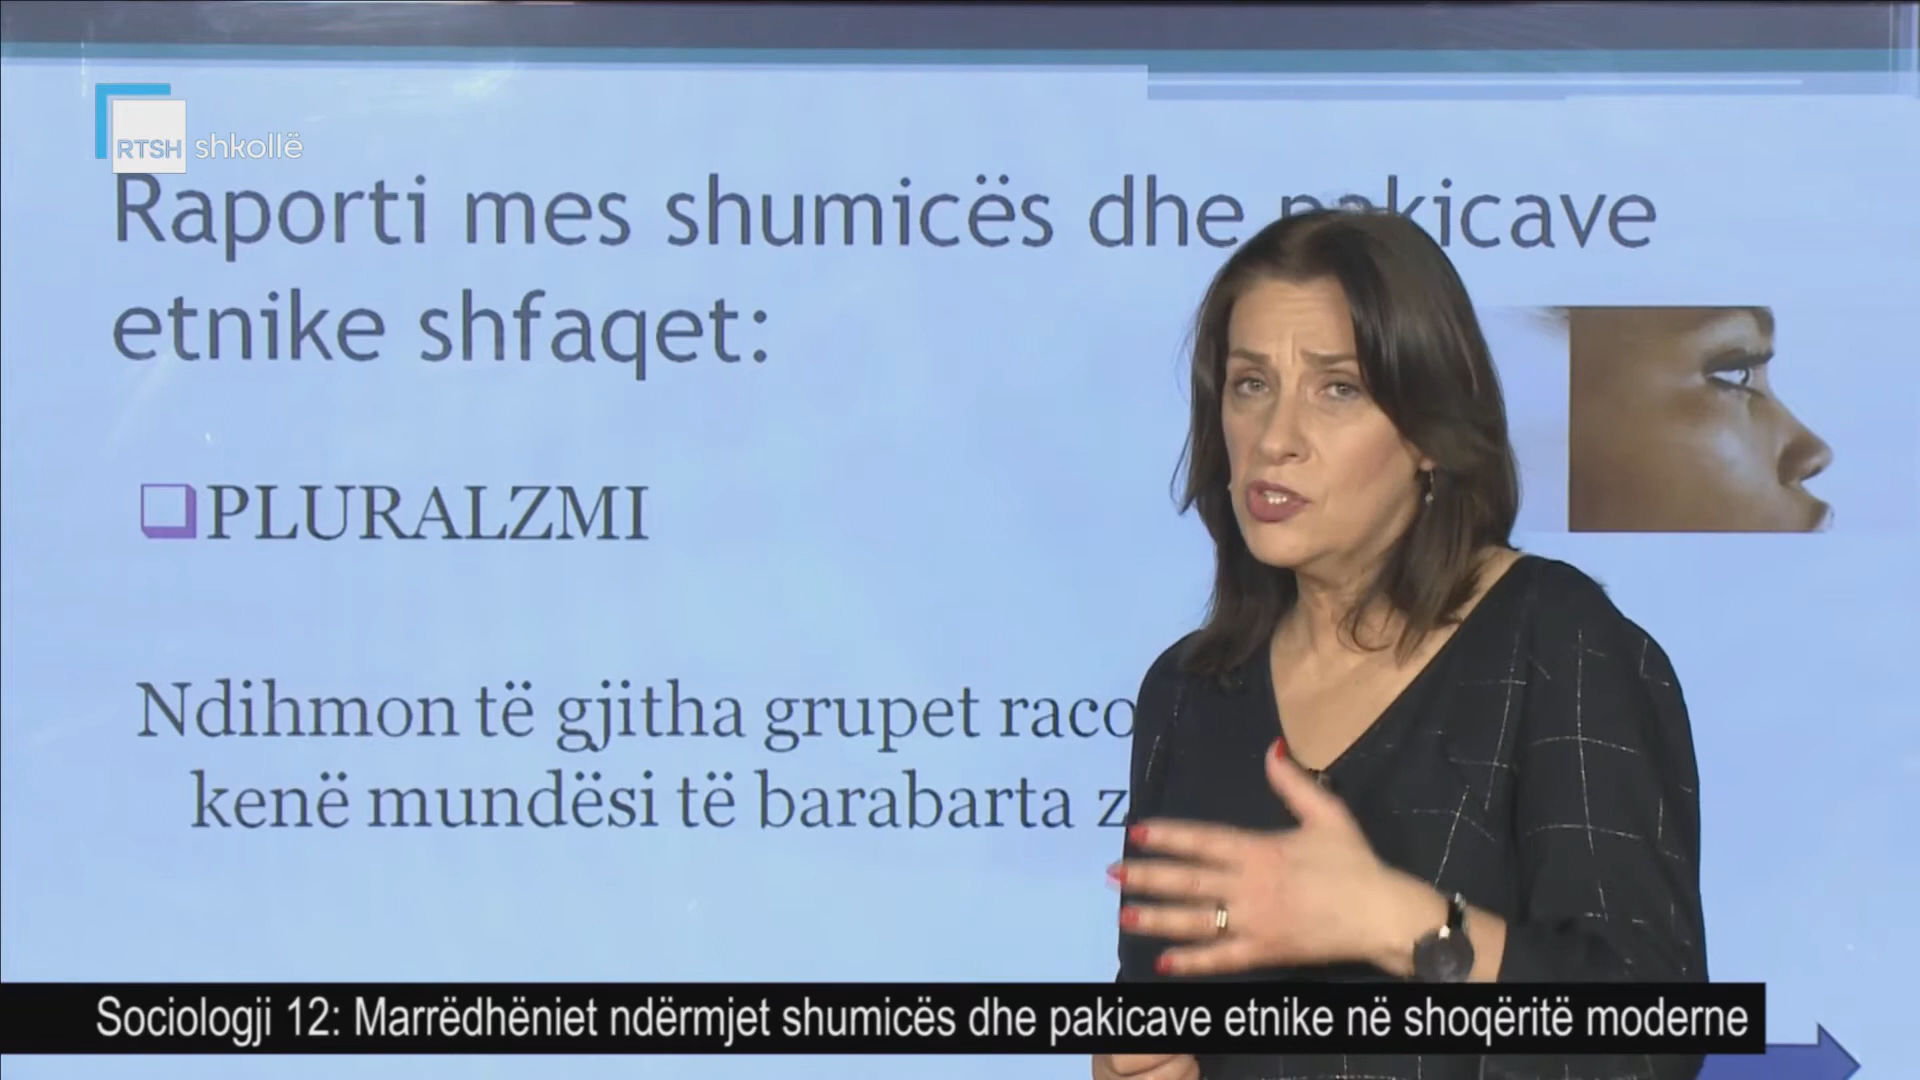 RTSH shkollë
Raporti mes shumicës dhe pakicave
etnike shfaqet:
PLURALZMI
Ndihmon të gjitha grupet
kenë mundësi të barabarta
Sociologji 12: Marrëdhëniet ndërmjet shumicës dhe pakicave etnike në shoqëritë moderne